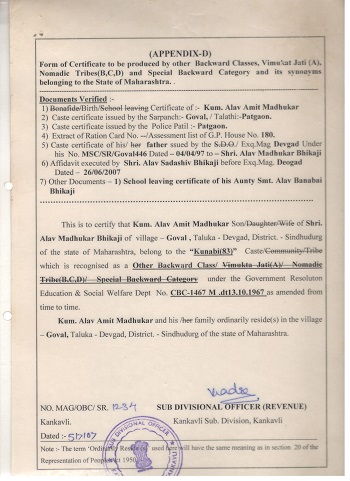 (APPENDIX-D)
Form of Certificate to be produced by other Backward Classes, Vimukat Jati (A),
Nomadic Tribes(B,C,D) and Special Backward Category and its synonyms
belonging to the State of Maharashtra. .
Documents Verified :-
1) Bonafide/Birth/School leaving Certificate of :- Kum. Alav Amit Madhukar
2) Caste certificate issued by the Sarpanch:- Goval, / Talathi:-Patgaon.
3) Caste certificate issued by the Police Patil :- Patgaon.
4) Extract of Ration Card No. --/Assessment list of G.P. House No. 180,
5) Caste certificate of his/ her father issued by the S.D.O./ Exq.Mag Devgad Under
his No. MSC/SR/Goval446 Dated – 04/04/97 to – Shri. Alav Madhukar Bhikaji
6) Affidavit executed by Shri. Alav Sadashiv Bhikaji before Exq.Mag. Deogad
Dated – 26/06/2007
7) Other Documents – 1) School leaving certificate of his Aunty Smt. Alav Banabai
Bhikaji
This is to certify that Kum. Alav Amit Madhukar Son/Daughter/Wife of Shri.
Alav Madhukar Bhikaji of village – Goval , Taluka - Devgad, District. - Sindhudurg
of the state of Maharashtra, belong to the "Kunabi(83)" Caste/Community/Tribe
which is recognised as a Other Backward Class/ Vimukta Jati(A)/ Nomadic
Tribe(B,C,D)/ Special Backward Category under the Government Resoluton
Education & Social Welfare Dept No. CBC-1467 M .dt13.10.1967 as amended from
time to time.
Kum. Alav Amit Madhukar and his /her family ordinarily reside(s) in the village
– Goval, Taluka - Devgad, District. - Sindhudurg of the state of Maharashtra.
NO. MAG/OBC/ SR. 1234
SUB DIVISIONAL OFFICER (REVENUE)
Kankavli.
Kankavli Sub. Division, Kankavli
Dated :- 5/7/07
SUB DIVISIONAL OFFICER
Note :- The term 'Ordinarily Reside(s)' used here will have the same meaning as in section 20 of the
Representation of People Act 1950.